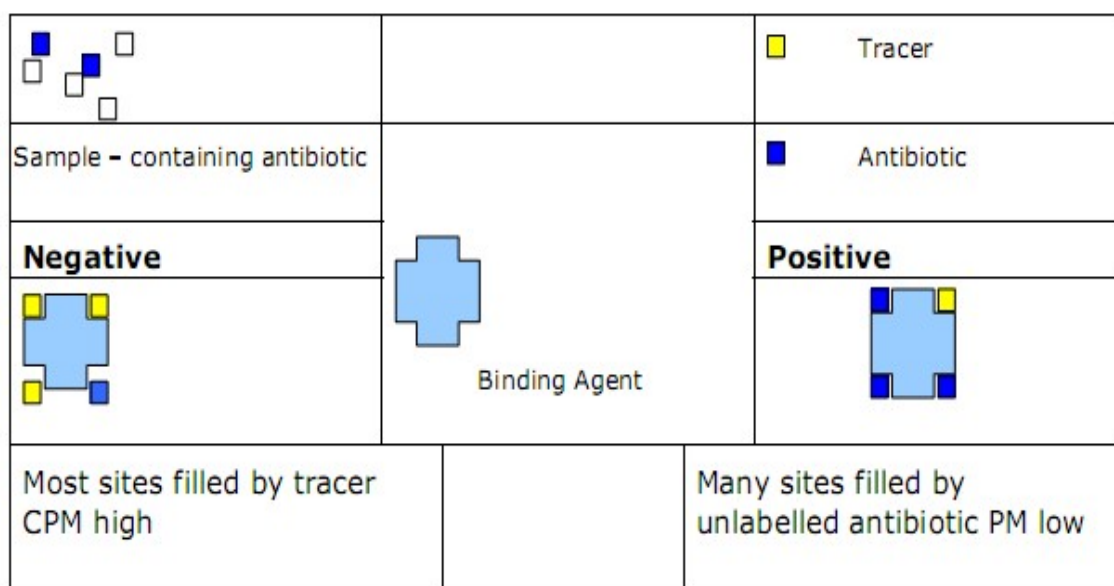 Tracer
Sample – containing antibiotic
Antibiotic
Negative
Positive
Binding Agent
Most sites filled by tracer
CPM high
Many sites filled by
unlabelled antibiotic PM low